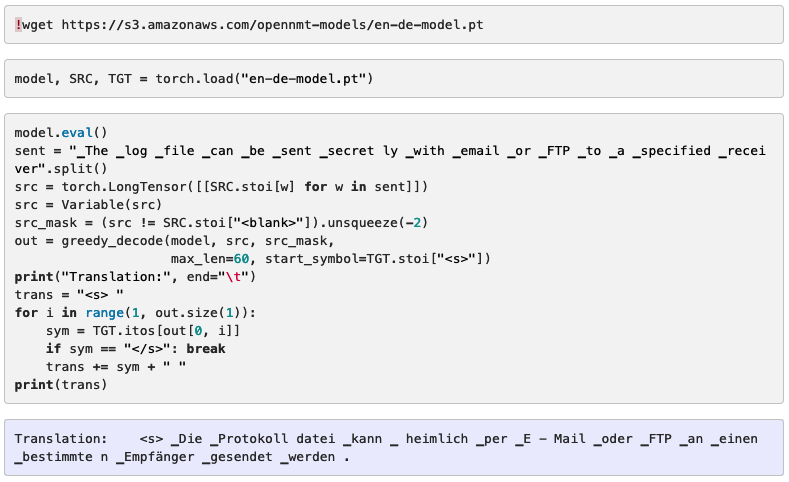 !wget https://s3.amazonaws.com/opennmt-models/en-de-model.pt
model, SRC, TGT = torch.load("en-de-model.pt")
model.eval()
sent = "▁The ▁log ▁file ▁can ▁be ▁sent ▁secret ly ▁with ▁email ▁or ▁FTP ▁to ▁a ▁specified ▁recei
ver".split()
src = torch.LongTensor([[SRC.stoi[w] for w in sent]])
src = Variable(src)
src_mask = (src != SRC.stoi["<blank>"]).unsqueeze(-2)
out = greedy_decode(model, src, src_mask,
                    max_len=60, start_symbol=TGT.stoi["<s>"])
print("Translation:", end="\t")
trans = "<s> "
for i in range(1, out.size(1)):
    sym = TGT.itos[out[0, i]]
    if sym == "</s>": break
    trans += sym + " "
print(trans)
Translation:    <s> ▁Die ▁Protokoll datei ▁kann ▁ heimlich ▁per ▁E - Mail ▁oder ▁FTP ▁an ▁einen
▁bestimmte n ▁Empfänger ▁gesendet ▁werden .